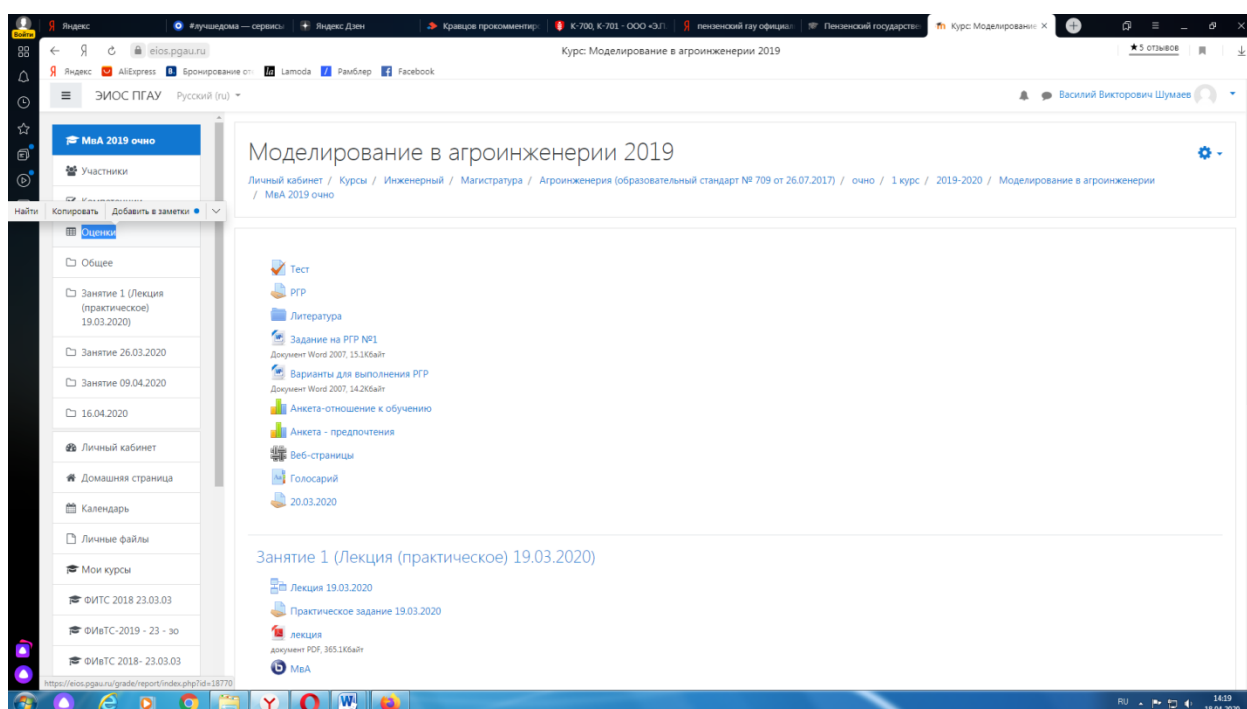 Войти
Яндекс
#лучшедома — сервисы
Яндекс Дзен
Кравцов прокомментир
К-700, К-701 - ООО «Э.П.
пензенский гау официал
Пензенский государстве
Курс: Моделирование
eios.pgau.ru
Курс: Моделирование в агроинженерии 2019
★5 отзывов
Яндекс
AliExpress
Бронирование от
Lamoda
Рамблер
Facebook
ЭИОС ПГАУ
Русский (ru)
Василий Викторович Шумаев
МвА 2019 очно
Участники
Найти
Копировать
Добавить в заметки
Оценки
Общее
Занятие 1 (Лекция
(практическое)
19.03.2020)
Занятие 26.03.2020
Занятие 09.04.2020
16.04.2020
Личный кабинет
Домашняя страница
Календарь
Личные файлы
Мои курсы
ФИТС 2018 23.03.03
ФИвТС-2019 - 23 - зо
ФИвТС 2018- 23.03.03
https://eios.pgau.ru/grade/report/index.php?id=18770
Моделирование в агроинженерии 2019
Личный кабинет / Курсы / Инженерный / Магистратура / Агроинженерия (образовательный стандарт № 709 от 26.07.2017) / очно / 1 курс / 2019-2020 / Моделирование в агроинженерии
/ МвА 2019 очно
Тест
РГР
Литература
Задание на РГР №1
Документ Word 2007, 15.1Кбайт
Варианты для выполнения РГР
Документ Word 2007, 14.2Кбайт
Анкета-отношение к обучению
Анкета - предпочтения
Веб-страницы
Голосарий
20.03.2020
Занятие 1 (Лекция (практическое) 19.03.2020)
Лекция 19.03.2020
Практическое задание 19.03.2020
лекция
документ PDF, 365.1Кбайт
МвА
RU
14:19